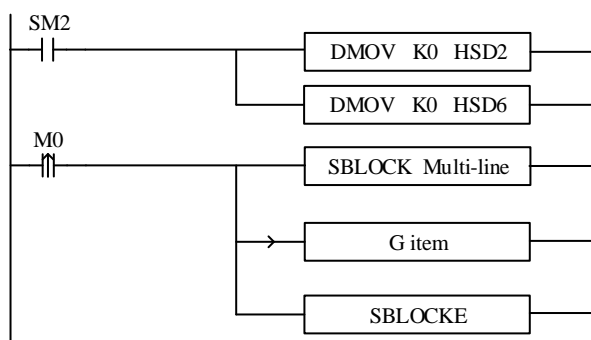 SM2
DMOV K0 HSD2
DMOV K0 HSD6
M0
SBLOCK Multi-line
G item
SBLOCKE